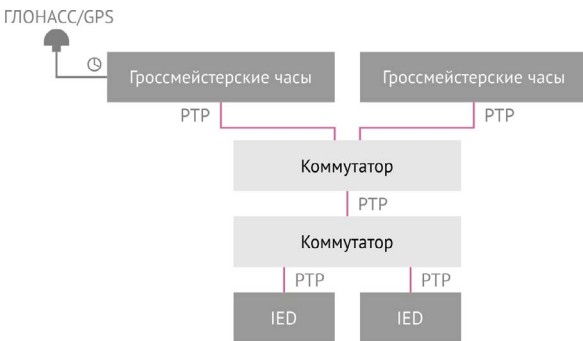 ГЛОНАСС/GPS
Гроссмейстерские часы
Гроссмейстерские часы
PTP
PTP
Коммутатор
PTP
Коммутатор
PTP
PTP
IED
IED